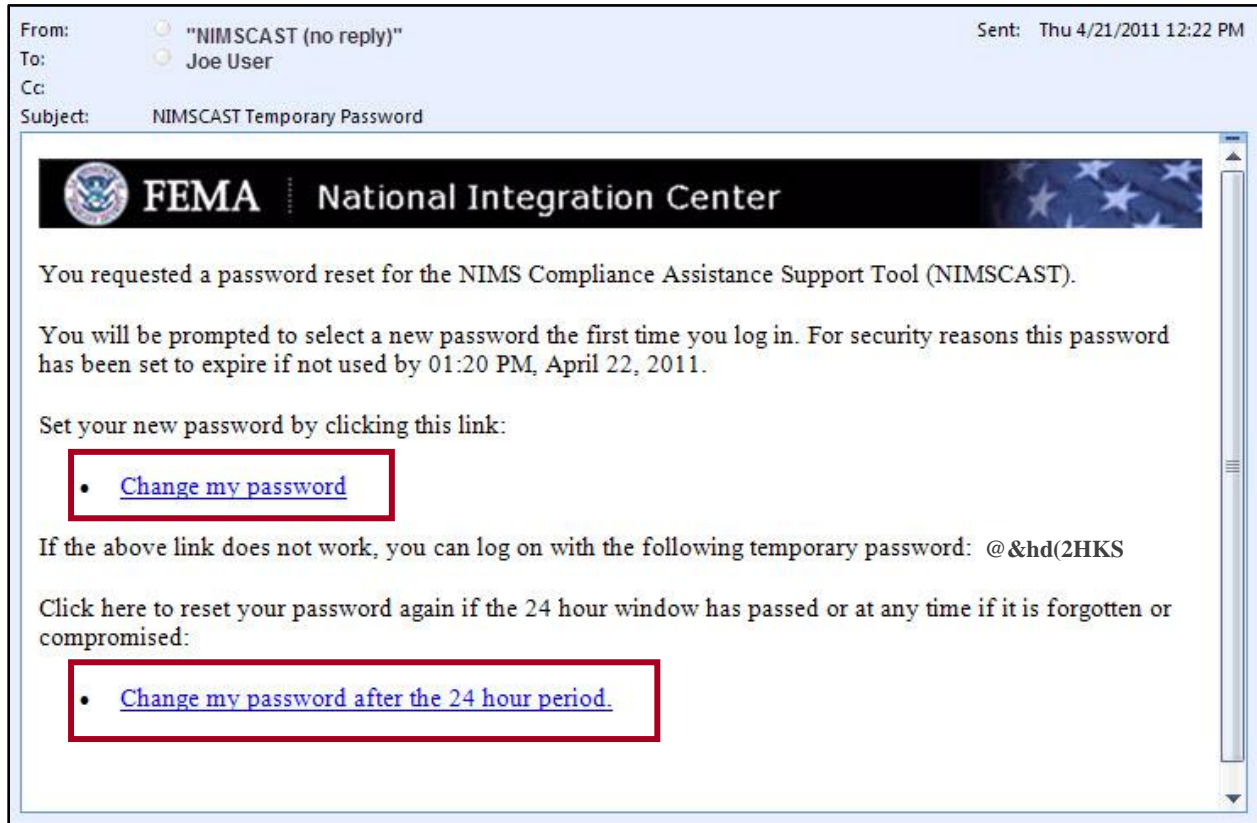 From: "NIMSCAST (no reply)" Sent: Thu 4/21/2011 12:22 PM
To: Joe User
Cc:
Subject: NIMSCAST Temporary Password
FEMA National Integration Center
You requested a password reset for the NIMS Compliance Assistance Support Tool (NIMSCAST).
You will be prompted to select a new password the first time you log in. For security reasons this password
has been set to expire if not used by 01:20 PM, April 22, 2011.
Set your new password by clicking this link:
• Change my password
If the above link does not work, you can log on with the following temporary password: @&hd(2HKS
Click here to reset your password again if the 24 hour window has passed or at any time if it is forgotten or
compromised:
• Change my password after the 24 hour period.